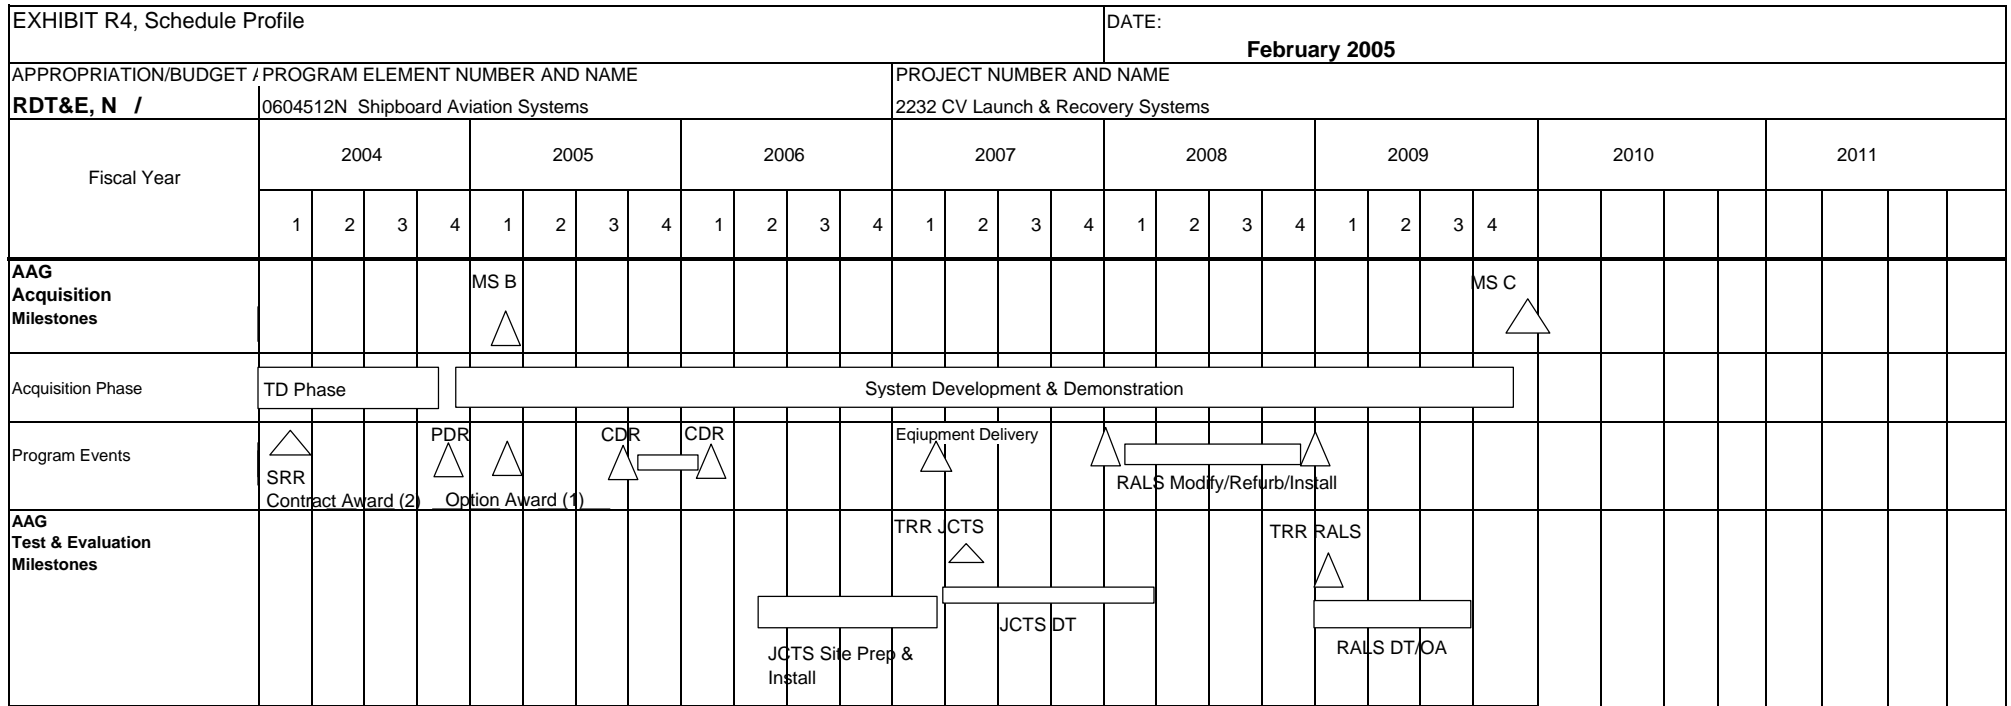 EXHIBIT R4, Schedule Profile
DATE:
February 2005
APPROPRIATION/BUDGET A
PROGRAM ELEMENT NUMBER AND NAME
PROJECT NUMBER AND NAME
RDT&E, N /
0604512N Shipboard Aviation Systems
2232 CV Launch & Recovery Systems
Fiscal Year
2004 2005 2006 2007 2008 2009 2010 2011
1 2 3 4 1 2 3 4 1 2 3 4 1 2 3 4 1 2 3 4 1 2 3 4
AAG
Acquisition
Milestones
MS B
MS C
Acquisition Phase
TD Phase
System Development & Demonstration
Program Events
PDR
CDR
CDR
Eqiupment Delivery
SRR
RALS Modify/Refurb/Install
Contract Award (2)
Option Award (1)
AAG
Test & Evaluation
Milestones
TRR JCTS
TRR RALS
JCTS DT
RALS DT/OA
JCTS Site Prep &
Install